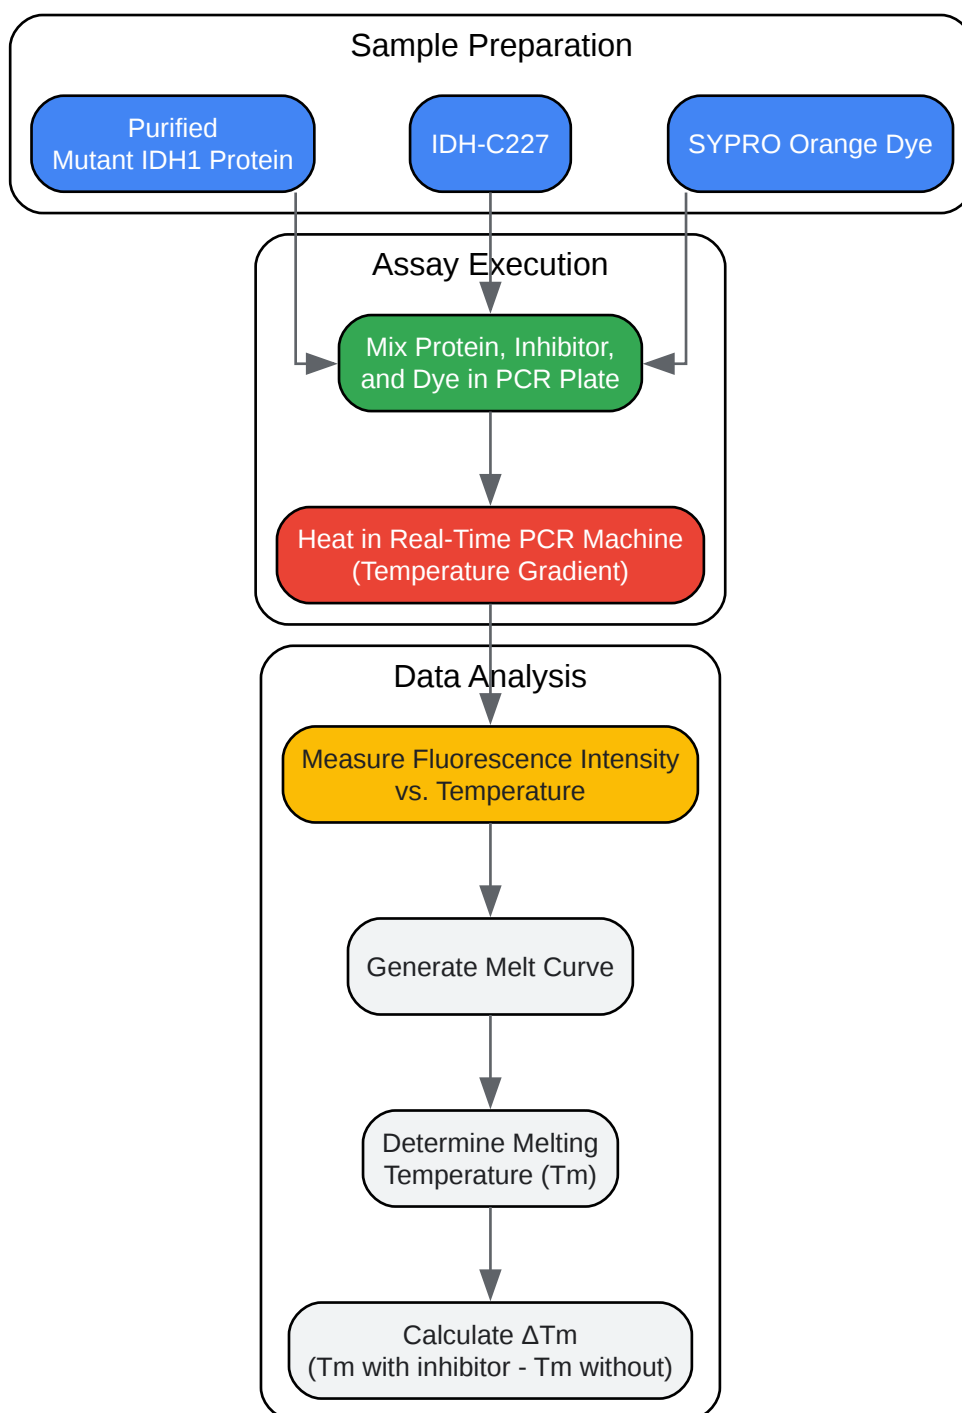 Sample Preparation
Purified
Mutant IDH1 Protein
IDH-C227
SYPRO Orange Dye
Assay Execution
Mix Protein, Inhibitor,
and Dye in PCR Plate
Heat in Real-Time PCR Machine
(Temperature Gradient)
Data Analysis
Measure Fluorescence Intensity
vs. Temperature
Generate Melt Curve
Determine Melting
Temperature (Tm)
Calculate ΔTm
(Tm with inhibitor - Tm without)